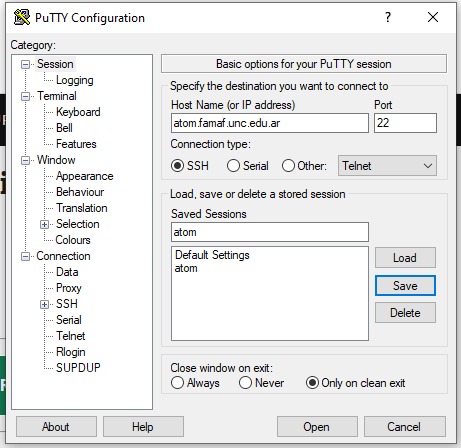 PuTTY Configuration
?
Category:
Session
Logging
Terminal
Keyboard
Bell
Features
Window
Appearance
Behaviour
Translation
Selection
Colours
Connection
Data
Proxy
SSH
Serial
Telnet
Rlogin
SUPDUP
Basic options for your PuTTY session
Specify the destination you want to connect to
Host Name (or IP address) Port
atom.famaf.unc.edu.ar 22
Connection type:
SSH Serial Other: Telnet
Load, save or delete a stored session
Saved Sessions
atom
Default Settings
atom
Load
Save
Delete
Close window on exit:
Always Never Only on clean exit
About Help Open Cancel